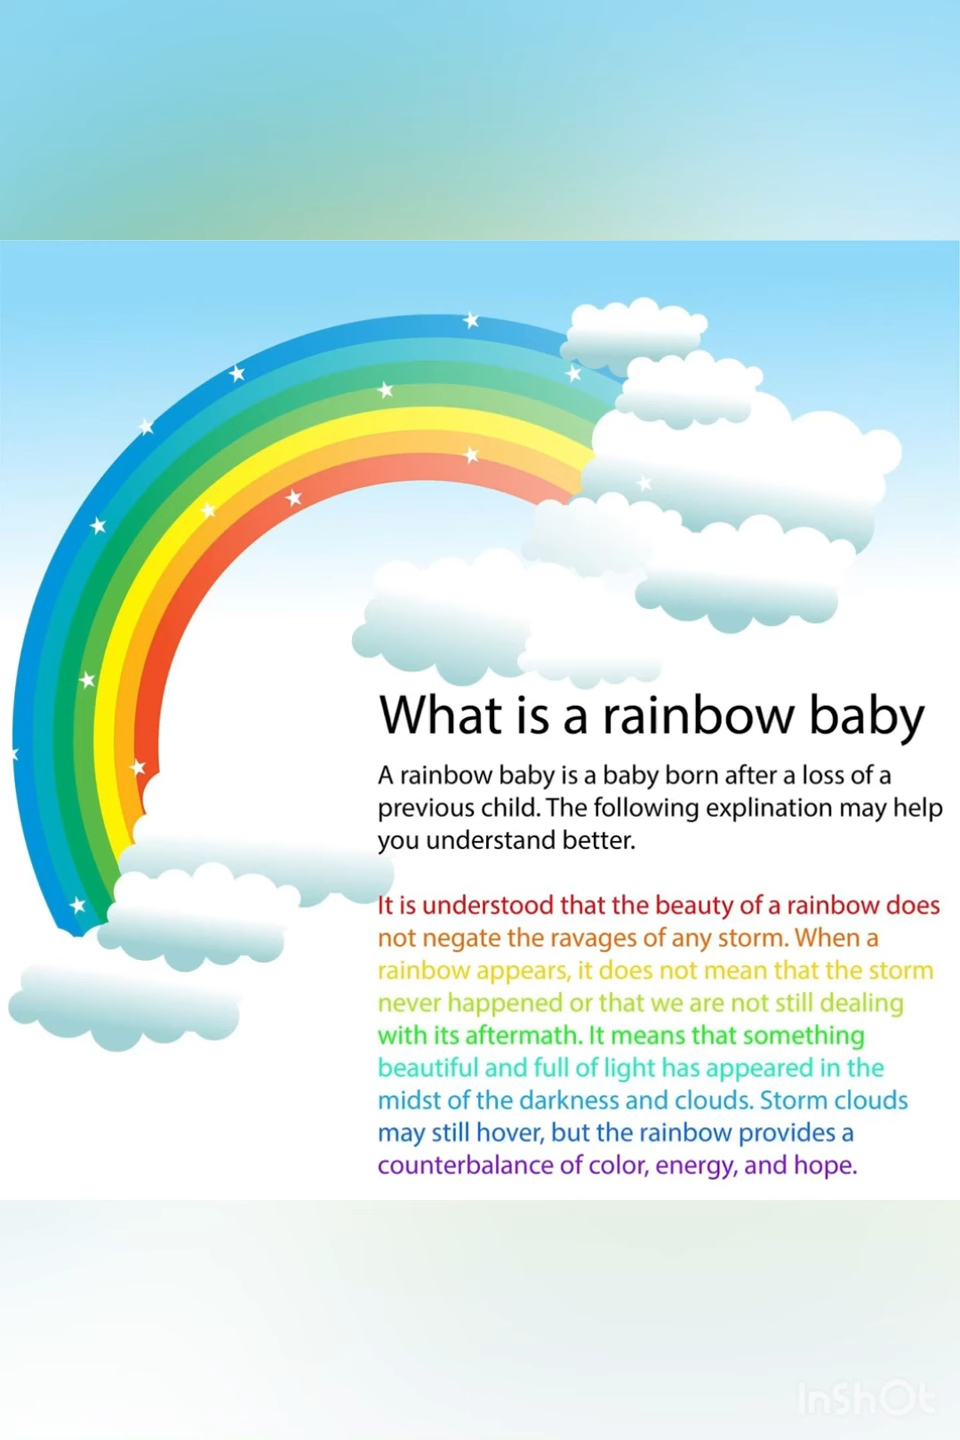 What is a rainbow baby
A rainbow baby is a baby born after a loss of a
previous child. The following explination may help
you understand better.
It is understood that the beauty of a rainbow does
not negate the ravages of any storm. When a
rainbow appears, it does not mean that the storm
never happened or that we are not still dealing
with its aftermath. It means that something
beautiful and full of light has appeared in the
midst of the darkness and clouds. Storm clouds
may still hover, but the rainbow provides a
counterbalance of color, energy, and hope.
InShOt